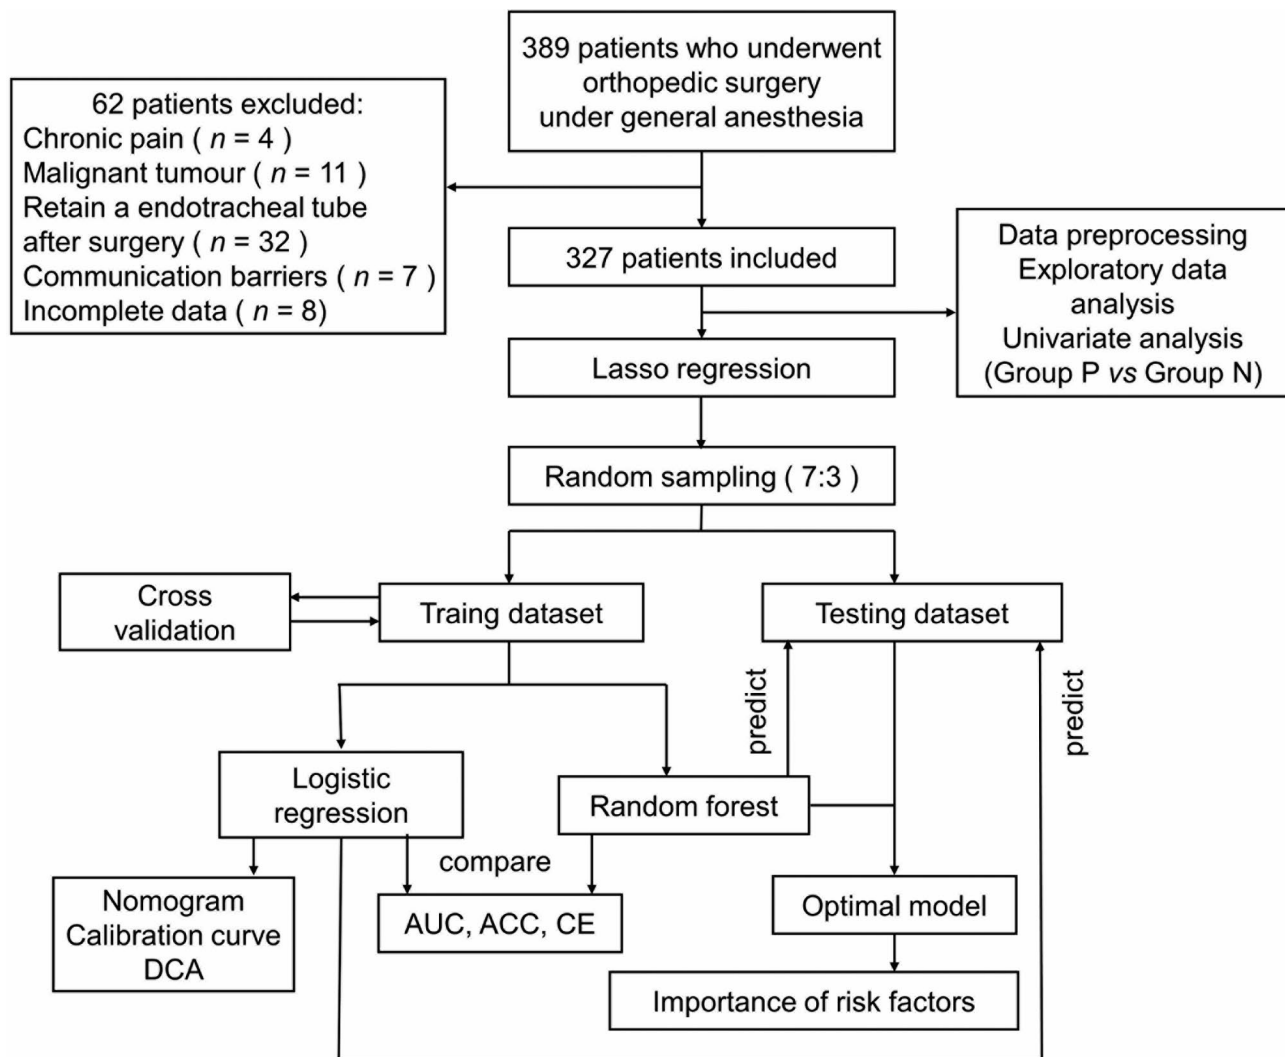 389 patients who underwent
orthopedic surgery
under general anesthesia
62 patients excluded:
Chronic pain ( n = 4 )
Malignant tumour ( n = 11 )
Retain a endotracheal tube
after surgery ( n = 32 )
Communication barriers ( n = 7 )
Incomplete data ( n = 8)
327 patients included
Data preprocessing
Exploratory data
analysis
Univariate analysis
(Group P vs Group N)
Lasso regression
Random sampling ( 7:3 )
Cross
validation
Traing dataset
Testing dataset
predict
predict
Logistic
regression
Random forest
compare
Nomogram
Calibration curve
DCA
AUC, ACC, CE
Optimal model
Importance of risk factors